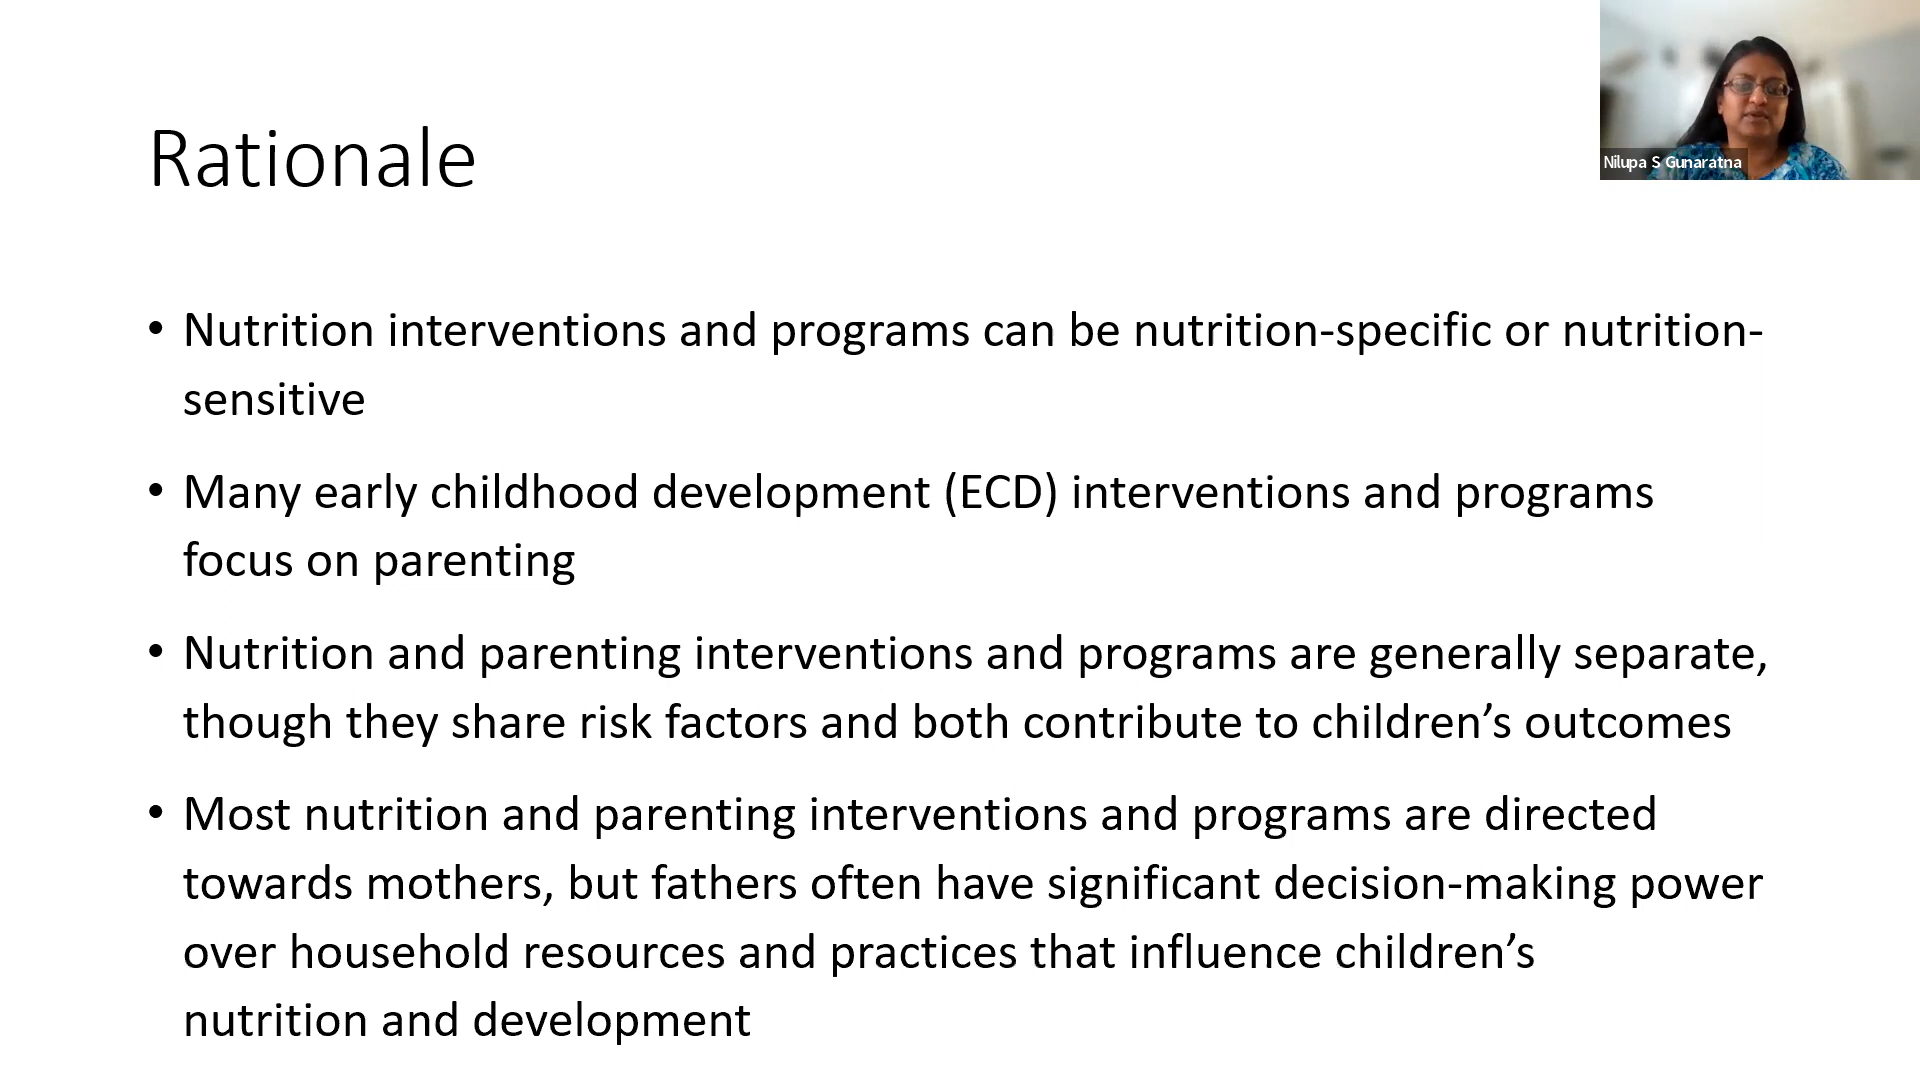 Rationale
Nilupa S Gunaratna
• Nutrition interventions and programs can be nutrition-specific or nutrition-
sensitive
• Many early childhood development (ECD) interventions and programs
focus on parenting
• Nutrition and parenting interventions and programs are generally separate,
though they share risk factors and both contribute to children’s outcomes
• Most nutrition and parenting interventions and programs are directed
towards mothers, but fathers often have significant decision-making power
over household resources and practices that influence children’s
nutrition and development